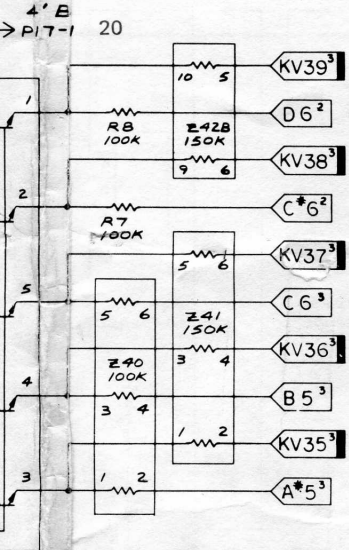 4' B
P17-1 20
10 5 KV39³
1 D6²
R8 Z42B
100K 150K
9 6 KV38³
2 C#6²
R7
100K
5 6 KV37³
5 5 6 C6³
Z41
150K
3 4 KV36³
Z40
100K
4 3 4 B5³
1 2 KV35³
3 1 2 A#5³